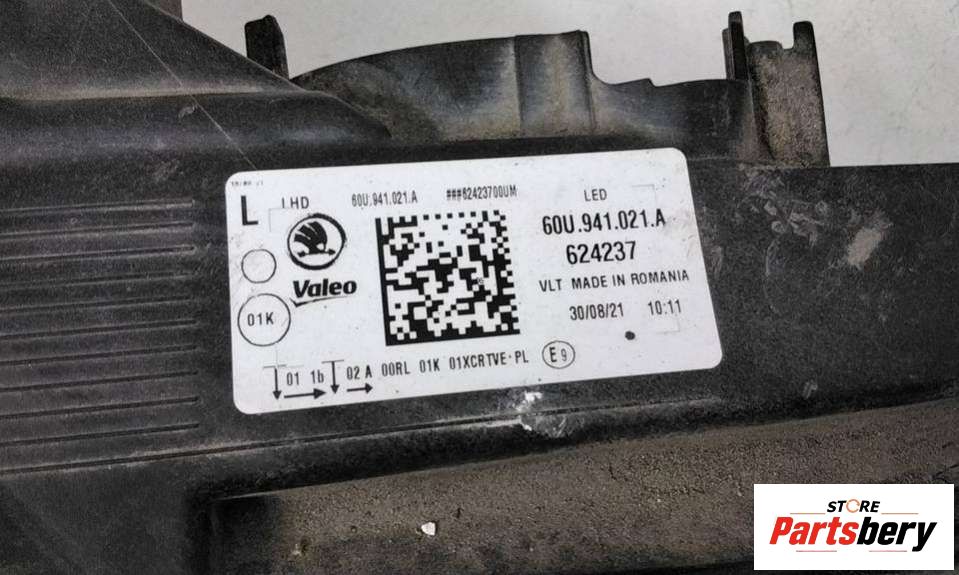 L LHD 60U.941.021.A ###62423700UM LED
60U.941.021.A
624237
Valeo
VLT MADE IN ROMANIA
01K
30/08/21 10:11
01 1b 02 A 00RL 01K 01XCRTVE·PL E9
STORE
Partsbery